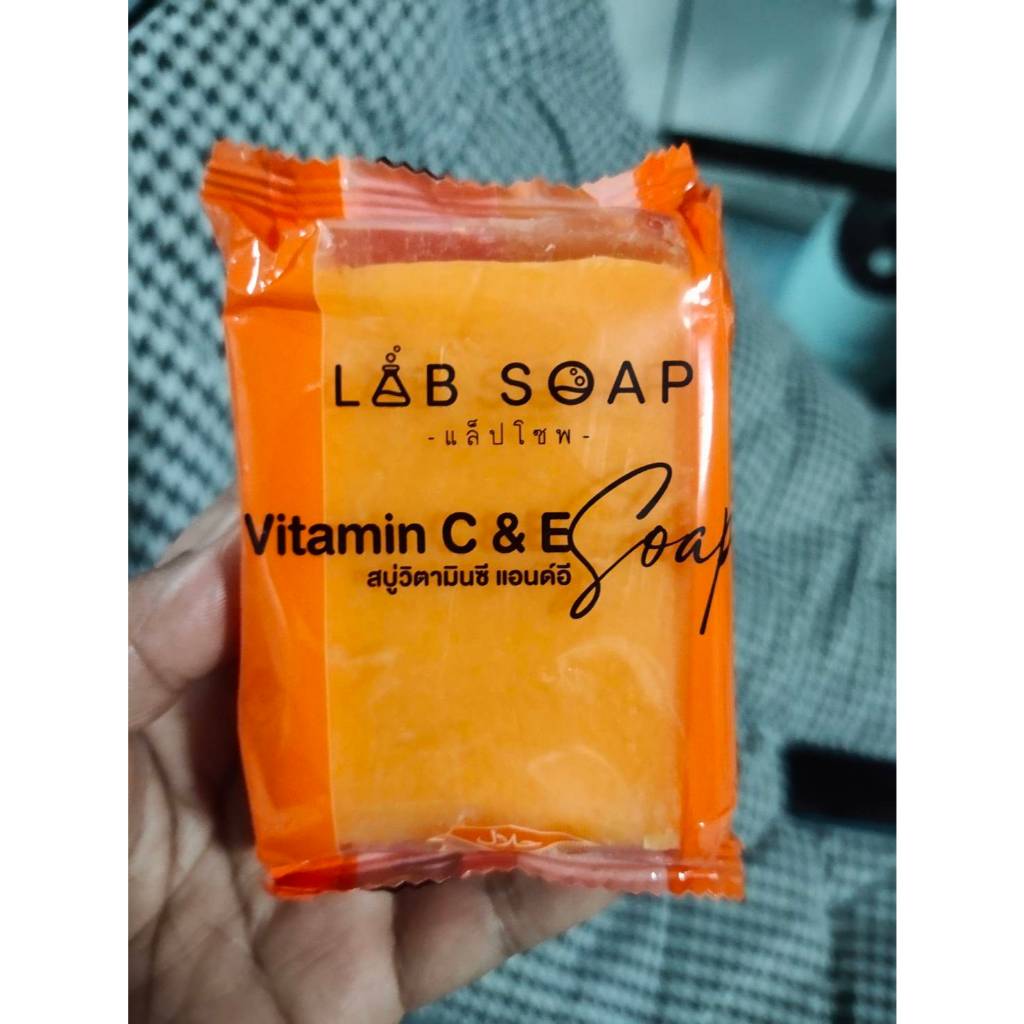 LAB SOAP
-แล็ปโซพ-
Vitamin C & E Soap
สบู่วิตามินซี แอนด์อี
حلال